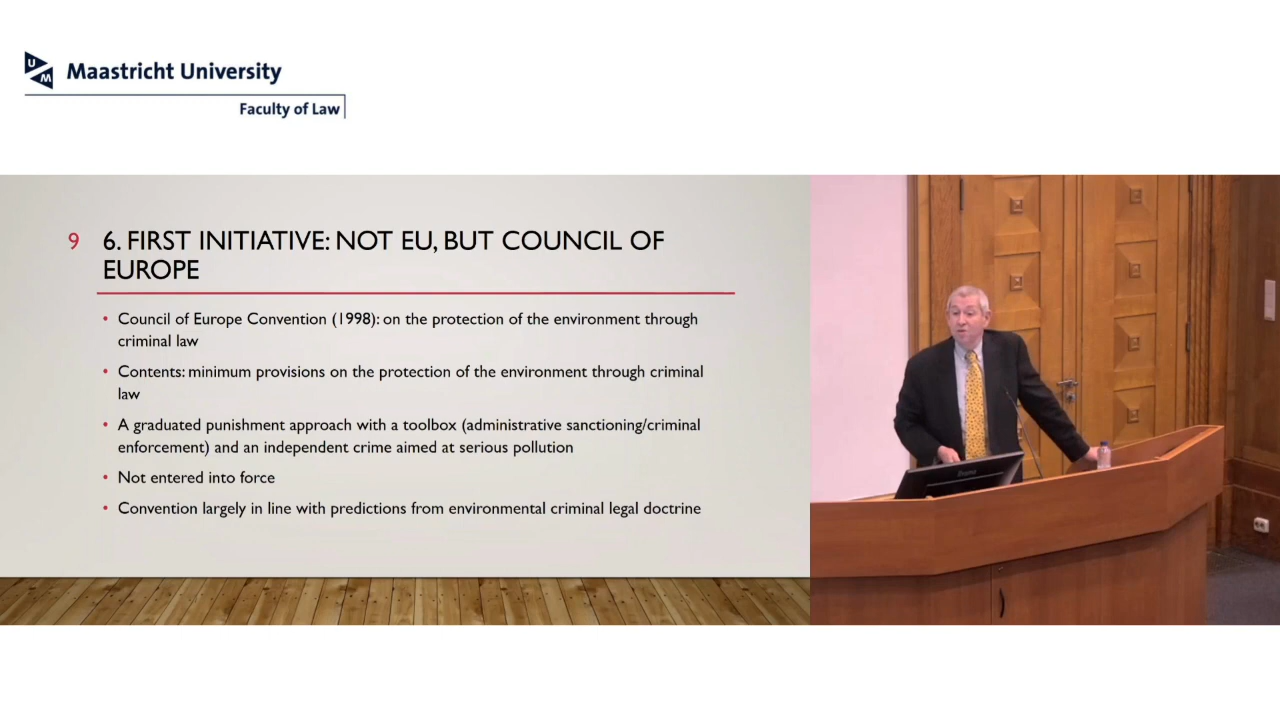 U
M
Maastricht University
Faculty of Law
9
6. FIRST INITIATIVE: NOT EU, BUT COUNCIL OF
EUROPE
• Council of Europe Convention (1998): on the protection of the environment through
criminal law
• Contents: minimum provisions on the protection of the environment through criminal
law
• A graduated punishment approach with a toolbox (administrative sanctioning/criminal
enforcement) and an independent crime aimed at serious pollution
• Not entered into force
• Convention largely in line with predictions from environmental criminal legal doctrine